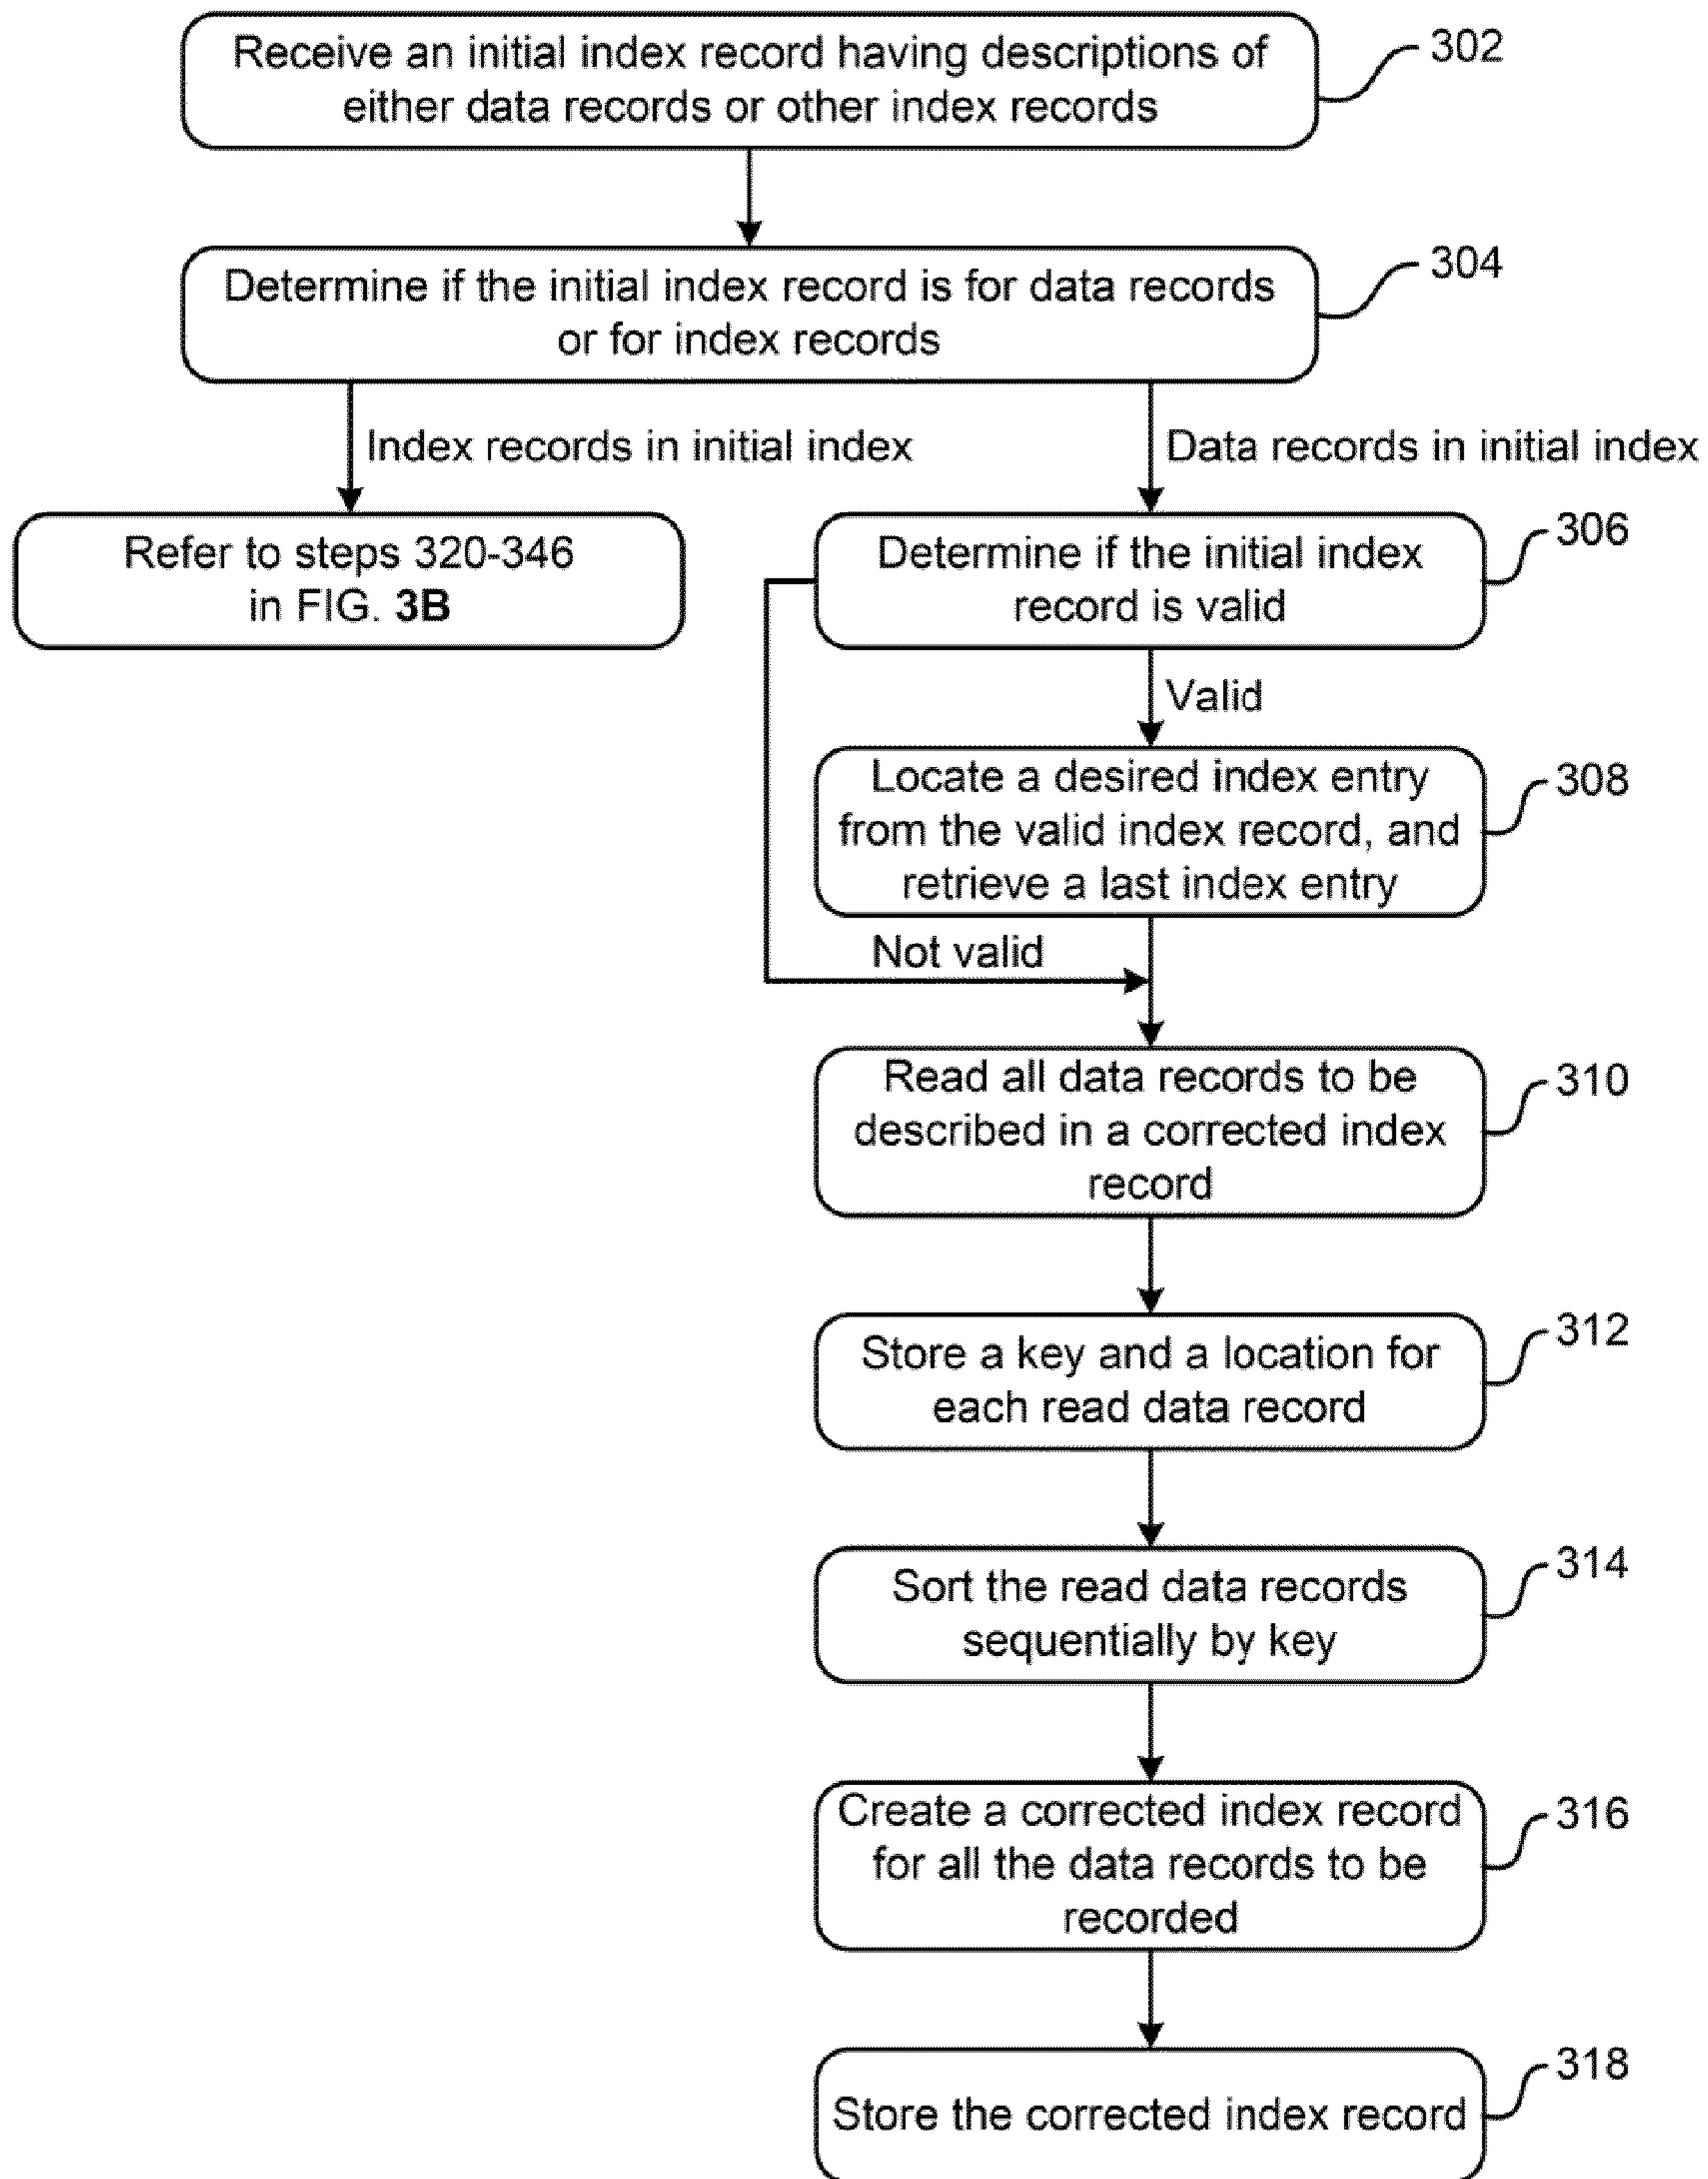 Receive an initial index record having descriptions of
either data records or other index records
302
Determine if the initial index record is for data records
or for index records
304
Index records in initial index
Data records in initial index
Refer to steps 320-346
in FIG. 3B
Determine if the initial index
record is valid
306
Valid
Locate a desired index entry
from the valid index record, and
retrieve a last index entry
308
Not valid
Read all data records to be
described in a corrected index
record
310
Store a key and a location for
each read data record
312
Sort the read data records
sequentially by key
314
Create a corrected index record
for all the data records to be
recorded
316
Store the corrected index record
318